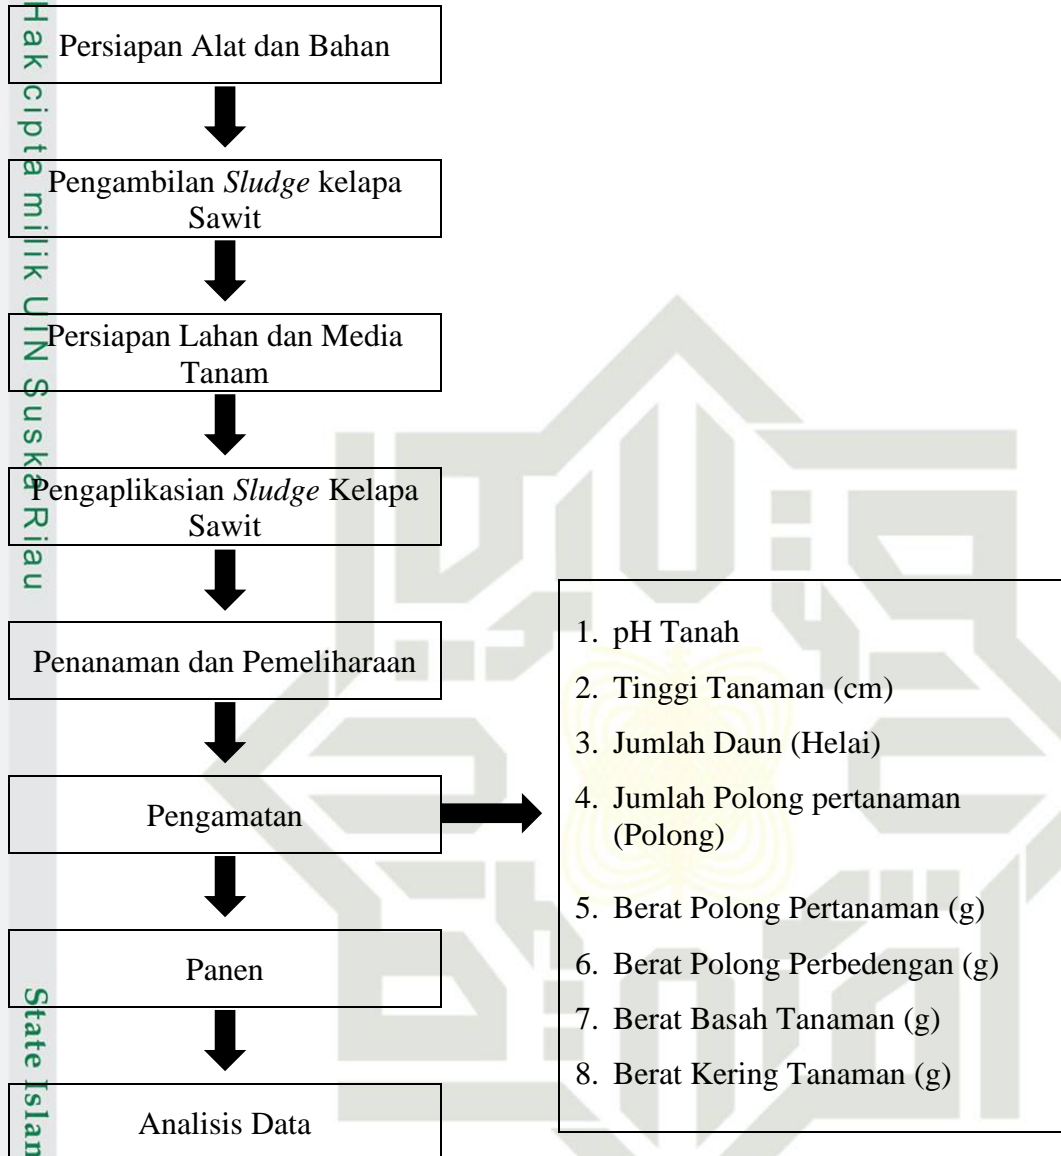 Hak cipta milik UIN Suska Riau
State Islam
Persiapan Alat dan Bahan
Pengambilan Sludge kelapa
Sawit
Persiapan Lahan dan Media
Tanam
Pengaplikasian Sludge Kelapa
Sawit
Penanaman dan Pemeliharaan
Pengamatan
Panen
Analisis Data
1. pH Tanah
2. Tinggi Tanaman (cm)
3. Jumlah Daun (Helai)
4. Jumlah Polong pertanaman
(Polong)
5. Berat Polong Pertanaman (g)
6. Berat Polong Perbedengan (g)
7. Berat Basah Tanaman (g)
8. Berat Kering Tanaman (g)